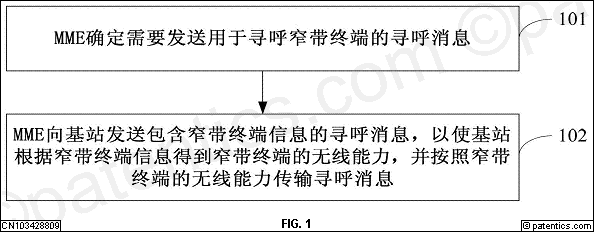 MME确定需要发送用于寻呼窄带终端的寻呼消息
101
MME向基站发送包含窄带终端信息的寻呼消息，以使基站
根据窄带终端信息得到窄带终端的无线能力，并按照窄带
终端的无线能力传输寻呼消息
102
CN103428809
FIG. 1
© patentics.com
©patentics.com
©pa